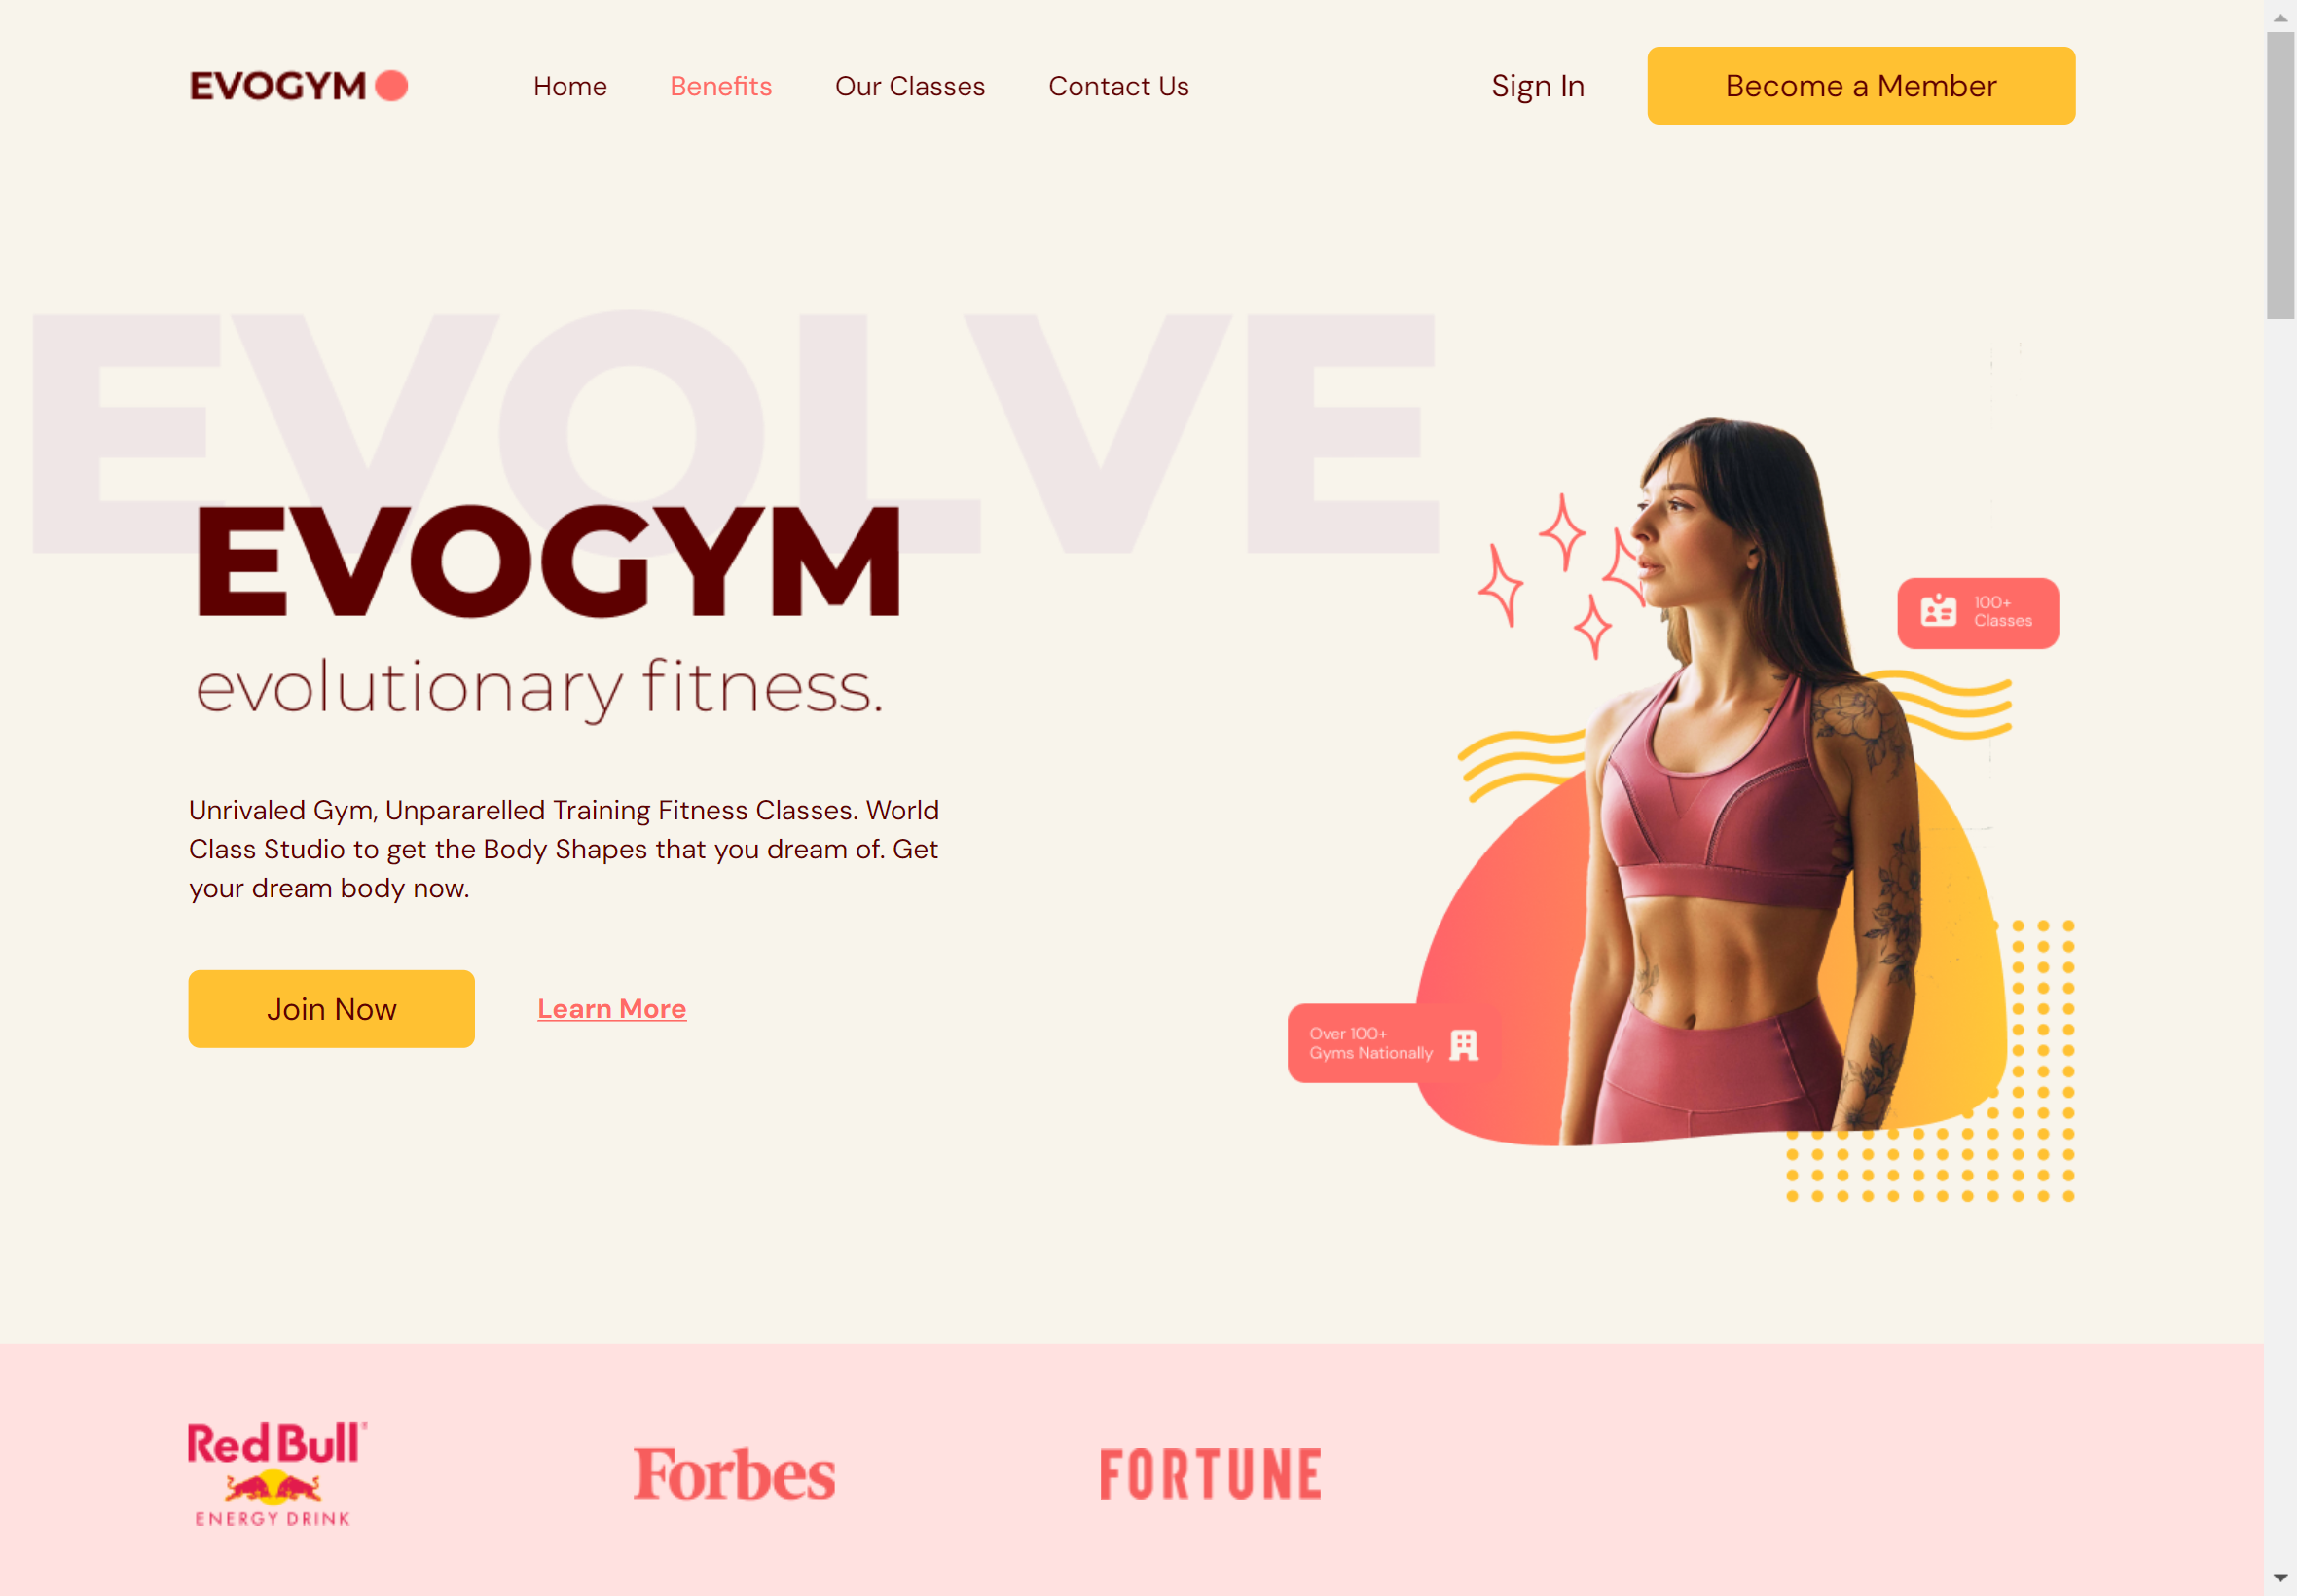 EVOGYM
Home Benefits Our Classes Contact Us Sign In Become a Member
EVOLVE
EVOGYM
evolutionary fitness.
100+
Classes
Unrivaled Gym, Unpararelled Training Fitness Classes. World
Class Studio to get the Body Shapes that you dream of. Get
your dream body now.
Join Now Learn More
Over 100+
Gyms Nationally
Red Bull
ENERGY DRINK
Forbes
FORTUNE